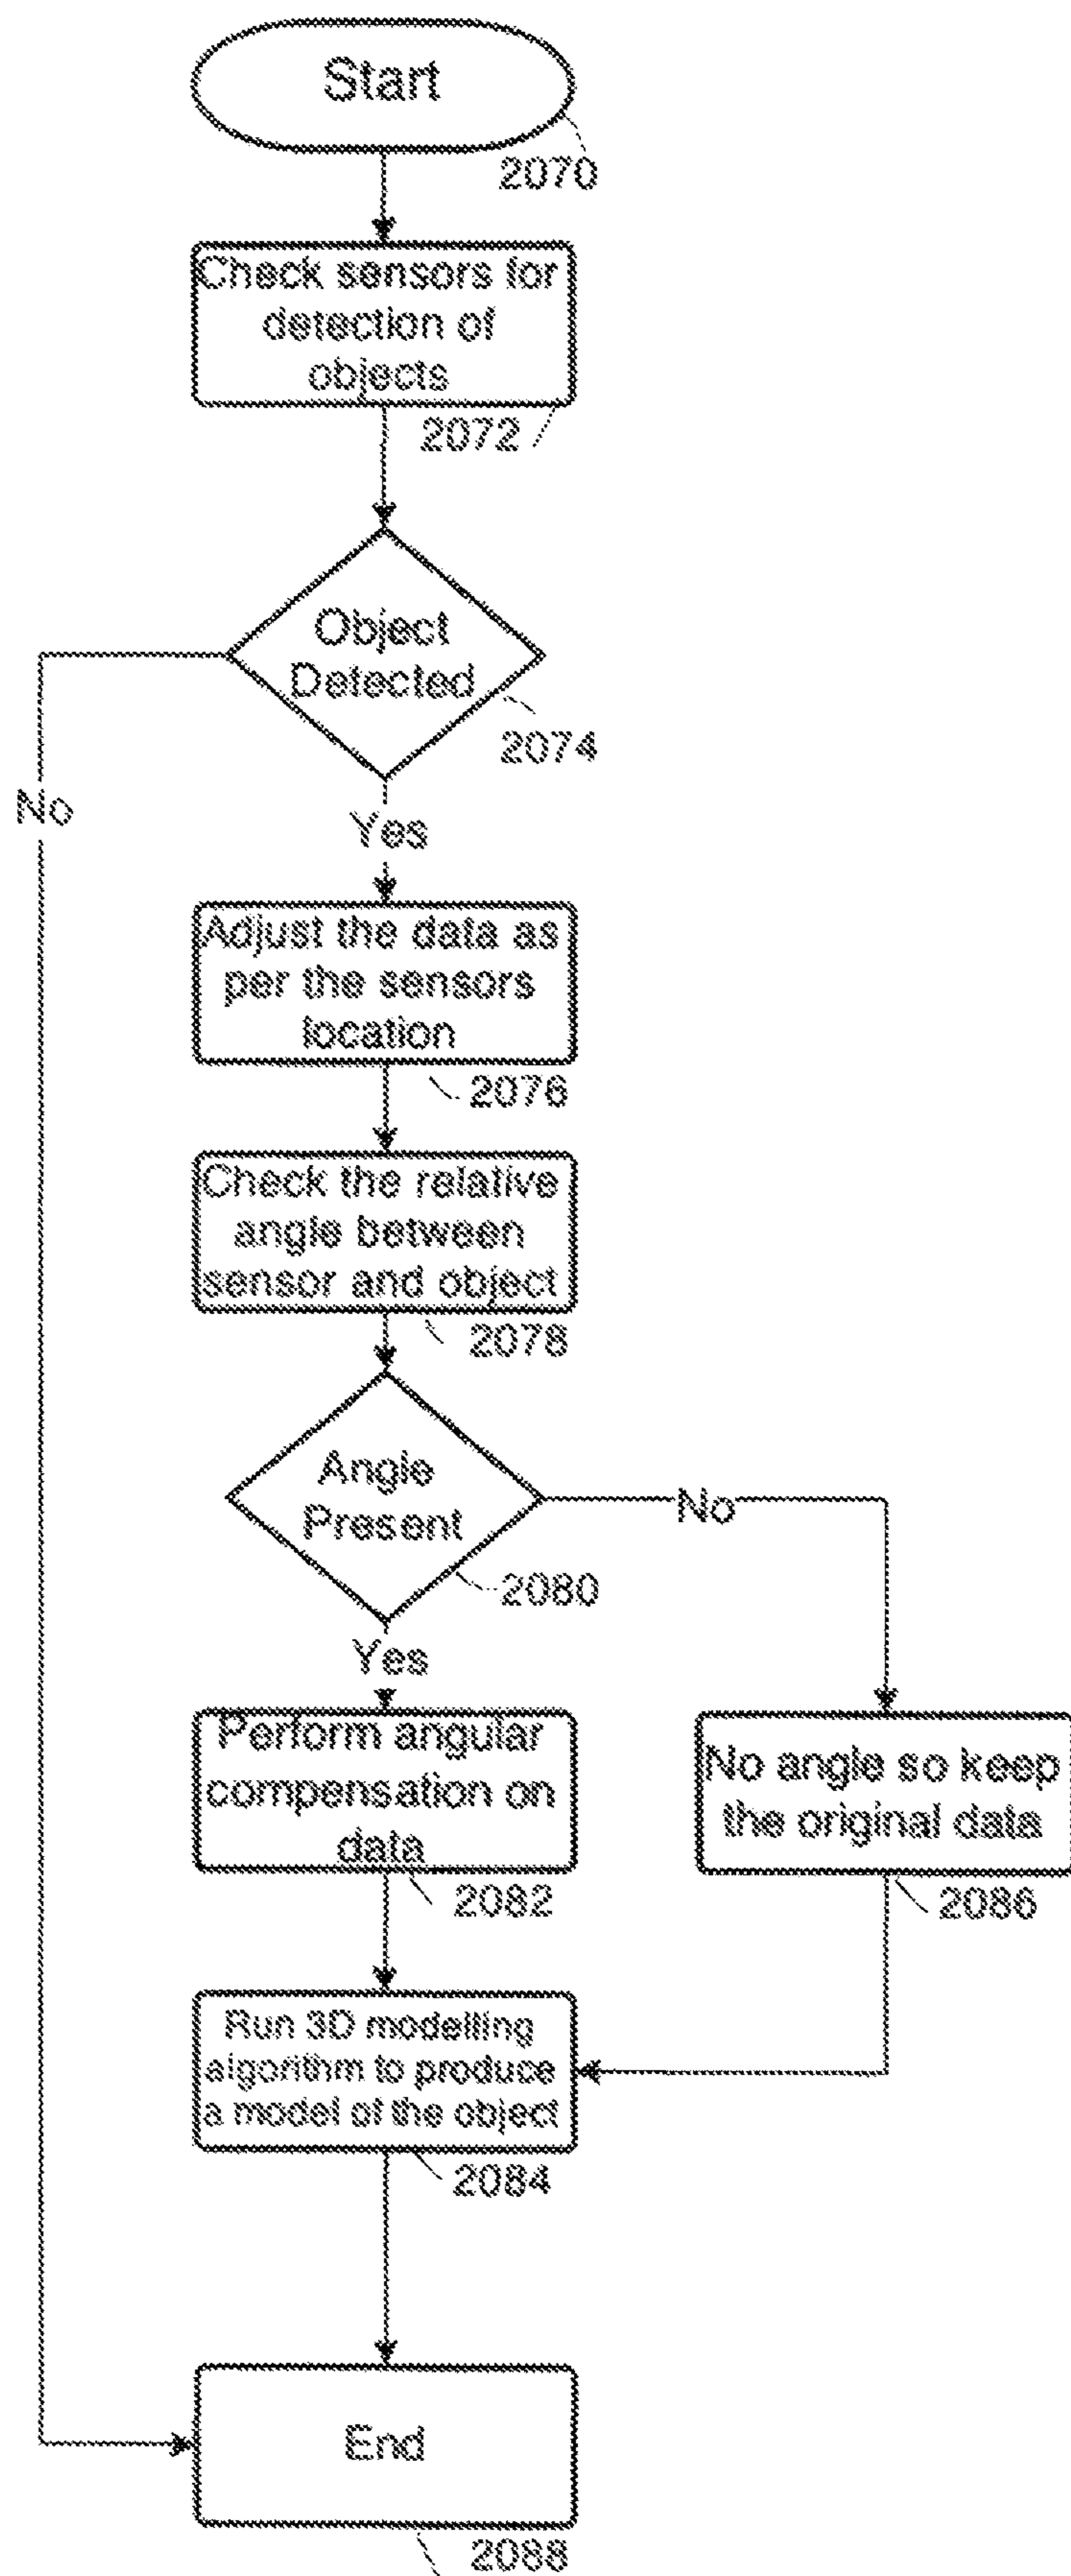 Start
2070
Check sensors for
detection of
objects
2072
Object
Detected
2074
No
Yes
Adjust the data as
per the sensors
location
2076
Check the relative
angle between
sensor and object
2078
Angle
Present
No
2080
Yes
Perform angular
compensation on
data
2082
No angle so keep
the original data
2086
Run 3D modelling
algorithm to produce
a model of the object
2084
End
2088